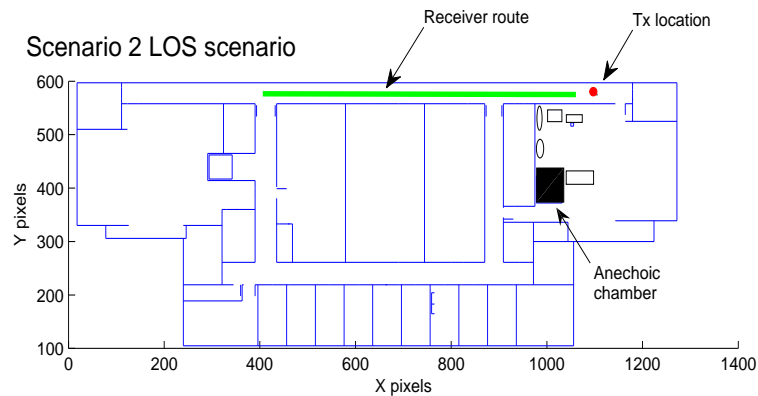 Receiver route
Tx location
Scenario 2 LOS scenario
600
500
400
300
200
100
Y pixels
Anechoic
chamber
0
200
400
600
800
1000
1200
1400
X pixels